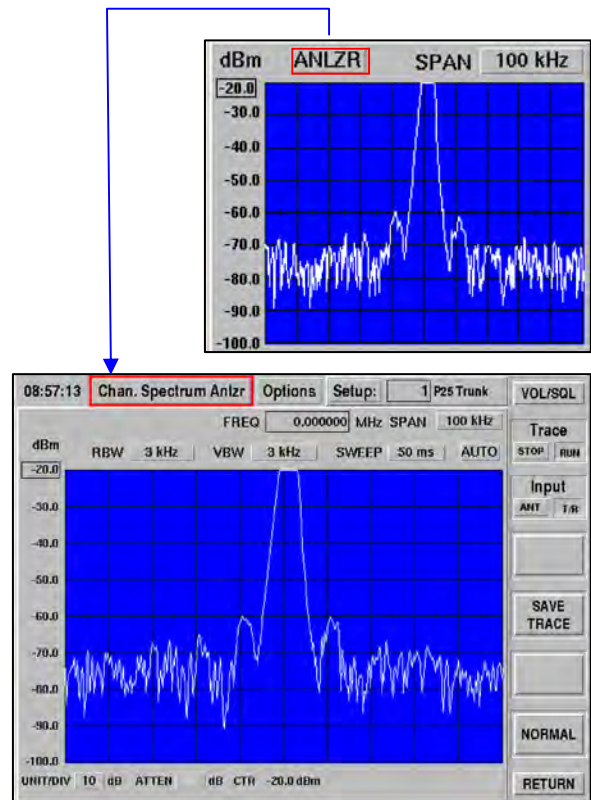 dBm ANLZR SPAN 100 kHz
-20.0
-30.0
-40.0
-50.0
-60.0
-70.0
-80.0
-90.0
-100.0
08:57:13 Chan. Spectrum Anlzr Options Setup: 1 P25 Trunk VOL/SQL
FREQ 0.000000 MHz SPAN 100 kHz
Trace
STOP RUN
dBm RBW 3 kHz VBW 3 kHz SWEEP 50 ms AUTO
-20.0
Input
ANT T/R
-30.0
-40.0
-50.0
-60.0
SAVE
TRACE
-70.0
-80.0
-90.0
NORMAL
-100.0
UNIT/DIV 10 dB ATTEN dB CTR -20.0 dBm
RETURN